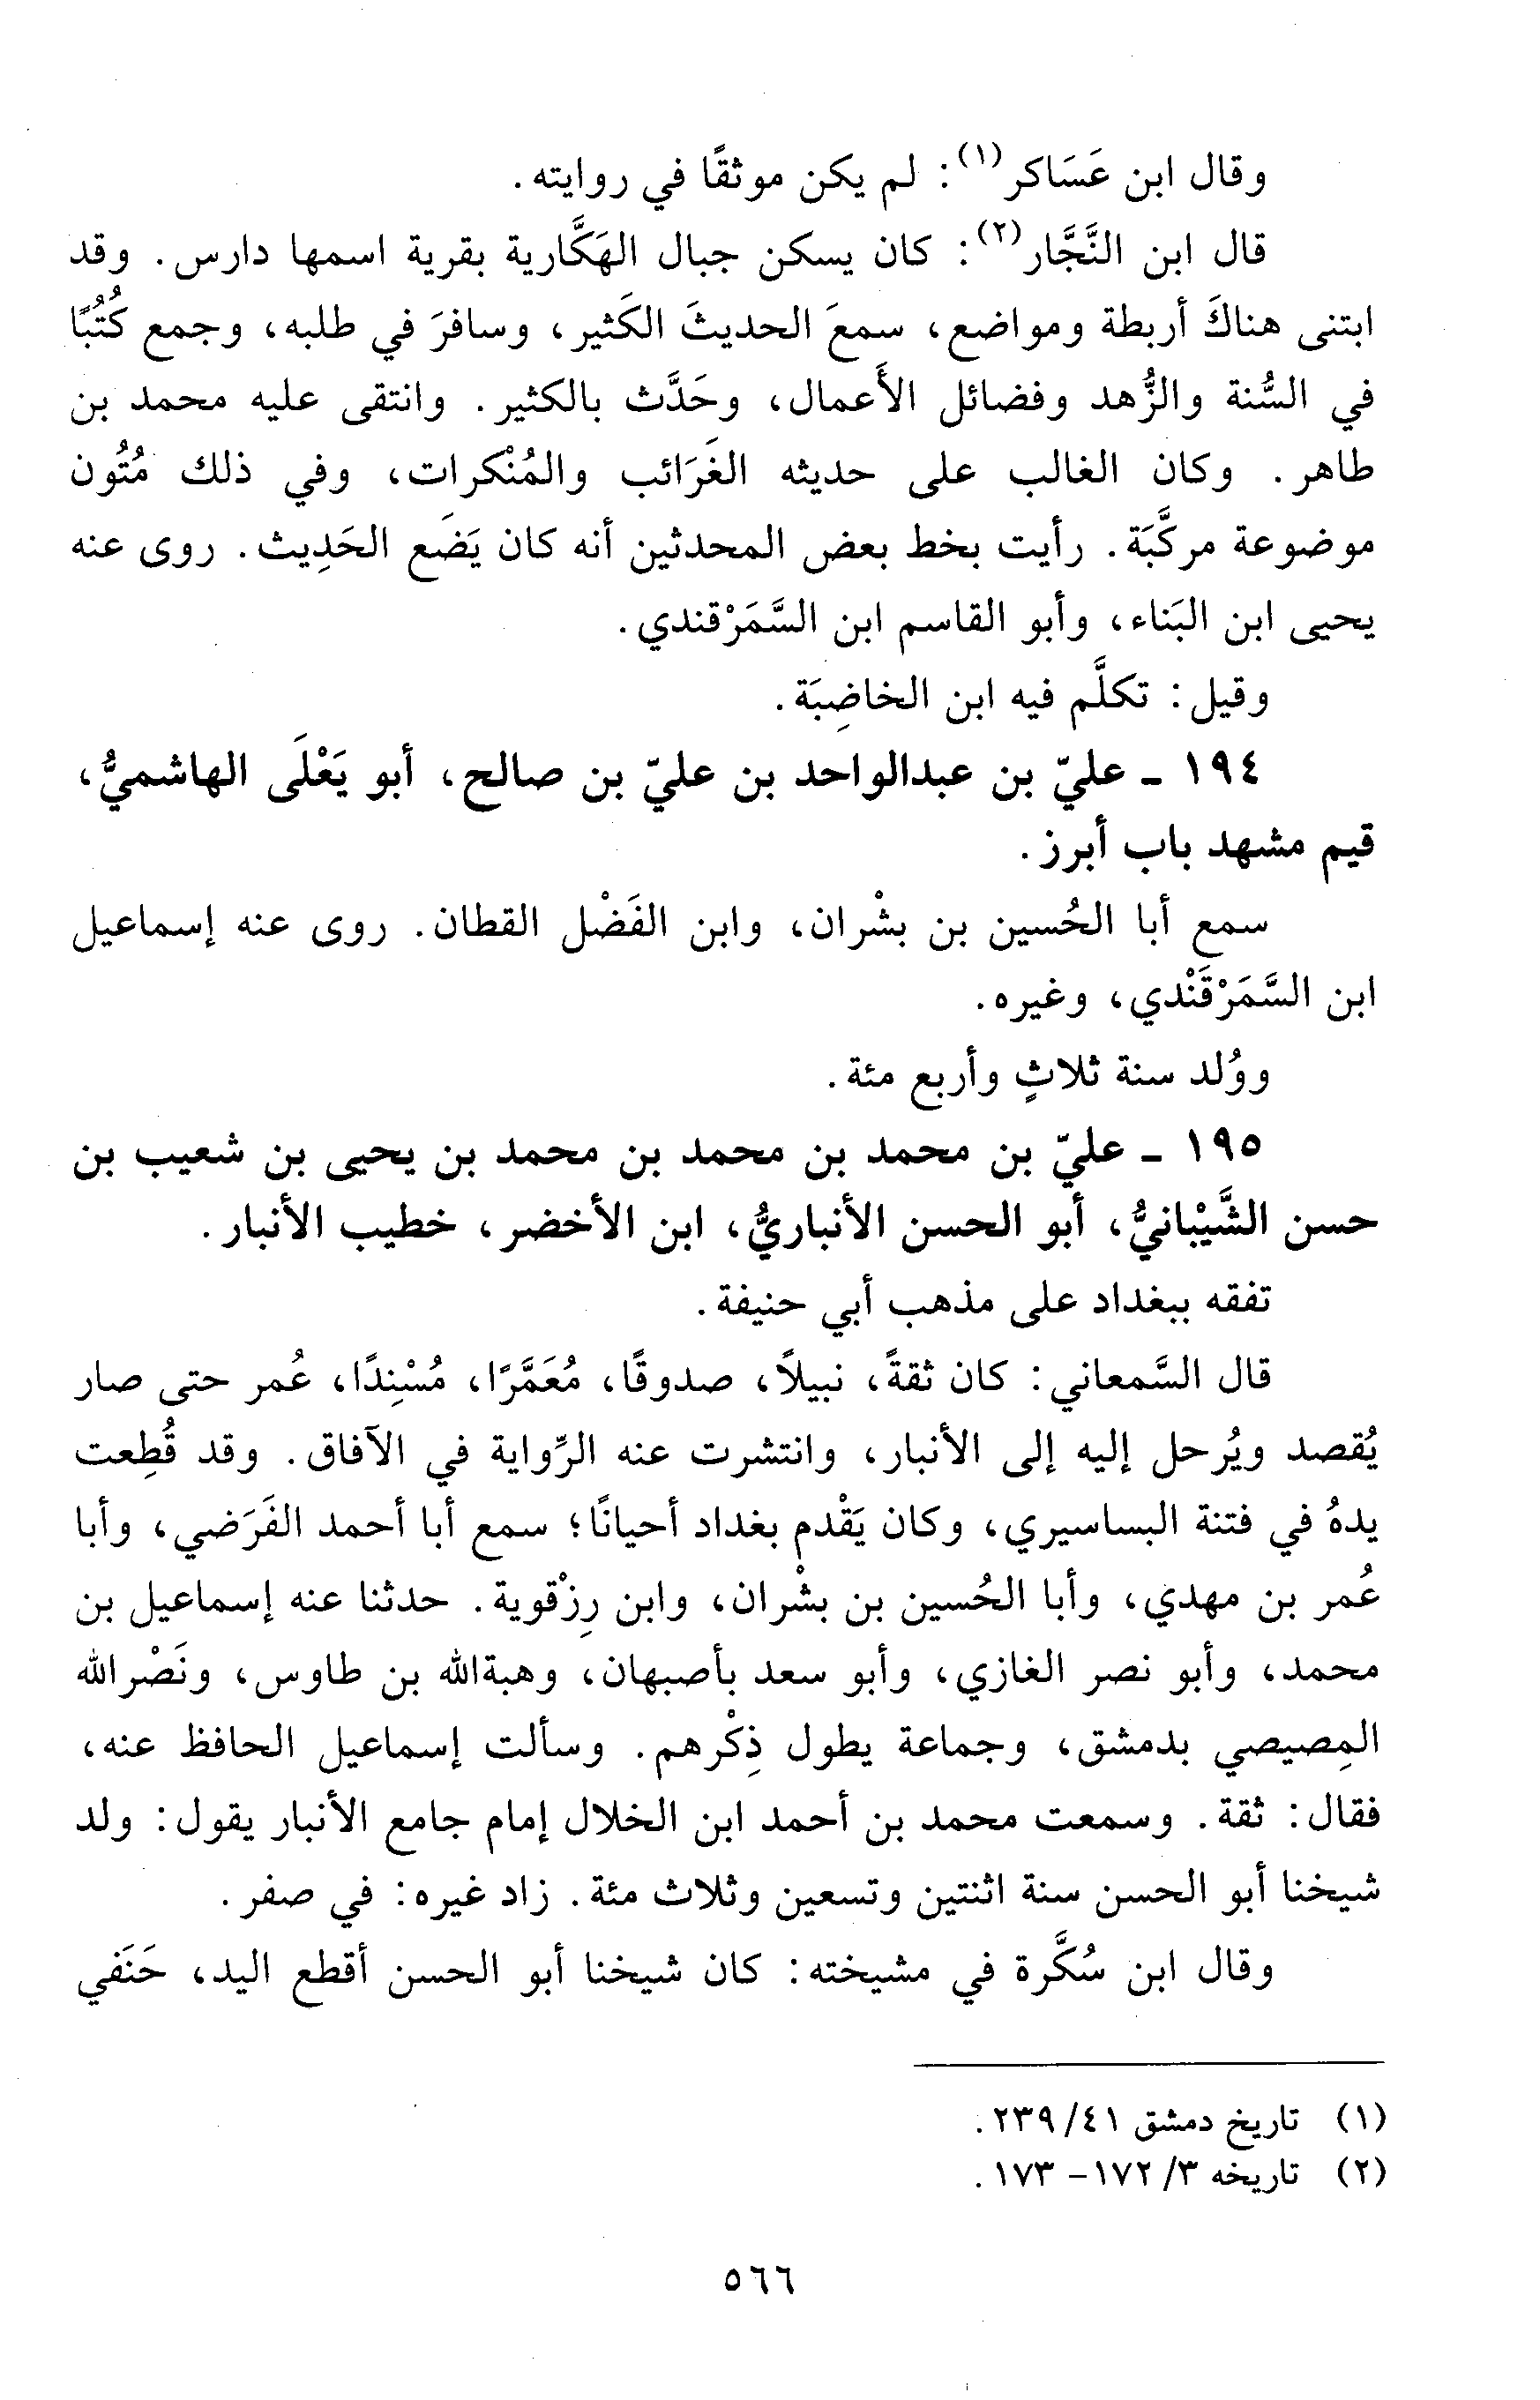 وقال ابن عَسَاكر(١): لم يكن موثقًا في روايته.
قال ابن النَّجَّار(٢): كان يسكن جبال الهَكَّارية بقرية اسمها دارس. وقد
ابتنى هناكَ أربطة ومواضع، سمعَ الحديثَ الكَثير، وسافرَ في طلبه، وجمع كُتُبًا
في السُّنة والزُّهد وفضائل الأَعمال، وحَدَّث بالكثير. وانتقى عليه محمد بن
طاهر. وكان الغالب على حديثه الغَرَائب والمُنْكرات، وفي ذلك مُتُون
موضوعة مركَّبَة. رأيت بخط بعض المحدثين أنه كان يَضَع الحَدِيث. روى عنه
يحيى ابن البَناء، وأبو القاسم ابن السَّمَرْقندي.
وقيل: تكلَّم فيه ابن الخاضِبَة.
١٩٤ - عليّ بن عبدالواحد بن عليّ بن صالح، أبو يَعْلَى الهاشميُّ،
قيم مشهد باب أبرز.
سمع أبا الحُسين بن بشْران، وابن الفَضْل القطان. روى عنه إسماعيل
ابن السَّمَرْقَنْدي، وغيره.
ووُلد سنة ثلاثٍ وأربع مئة.
١٩٥ - عليّ بن محمد بن محمد بن محمد بن يحيى بن شعيب بن
حسن الشَّيْبانيُّ، أبو الحسن الأنباريُّ، ابن الأخضر، خطيب الأنبار.
تفقه ببغداد على مذهب أبي حنيفة.
قال السَّمعاني: كان ثقةً، نبيلاً، صدوقًا، مُعَمَّرًا، مُسْنِدًا، عُمر حتى صار
يُقصد ويُرحل إليه إلى الأنبار، وانتشرت عنه الرِّواية في الآفاق. وقد قُطِعت
يدهُ في فتنة البساسيري، وكان يَقْدم بغداد أحيانًا؛ سمع أبا أحمد الفَرَضي، وأبا
عُمر بن مهدي، وأبا الحُسين بن بشْران، وابن رِزْقوية. حدثنا عنه إسماعيل بن
محمد، وأبو نصر الغازي، وأبو سعد بأصبهان، وهبةالله بن طاوس، ونَصْرالله
المِصيصي بدمشق، وجماعة يطول ذِكْرهم. وسألت إسماعيل الحافظ عنه،
فقال: ثقة. وسمعت محمد بن أحمد ابن الخلال إمام جامع الأنبار يقول: ولد
شيخنا أبو الحسن سنة اثنتين وتسعين وثلاث مئة. زاد غيره: في صفر.
وقال ابن سُكَّرة في مشيخته: كان شيخنا أبو الحسن أقطع اليد، حَنَفي
(١) تاريخ دمشق ٤١/ ٢٣٩.
(٢) تاريخه ٣/ ١٧٢- ١٧٣.
٥٦٦